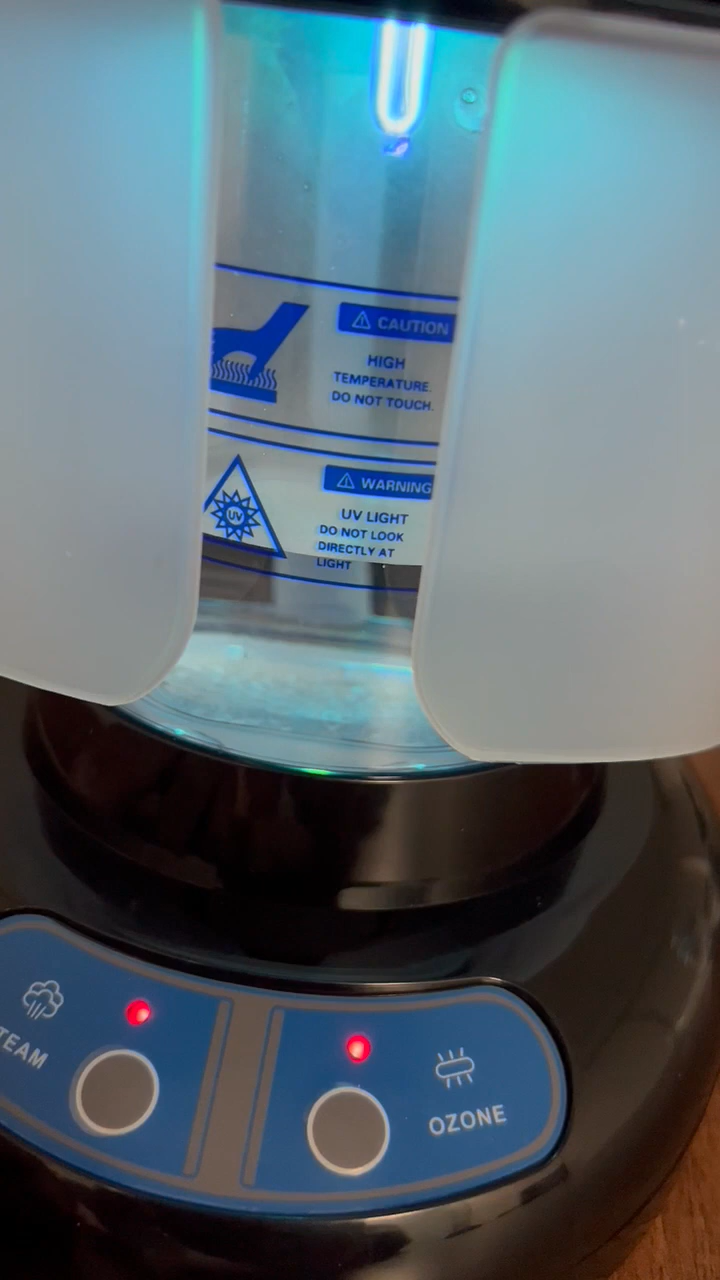 CAUTION
HIGH
TEMPERATURE.
DO NOT TOUCH.
WARNING
UV
UV LIGHT
DO NOT LOOK
DIRECTLY AT
LIGHT
TEAM
OZONE